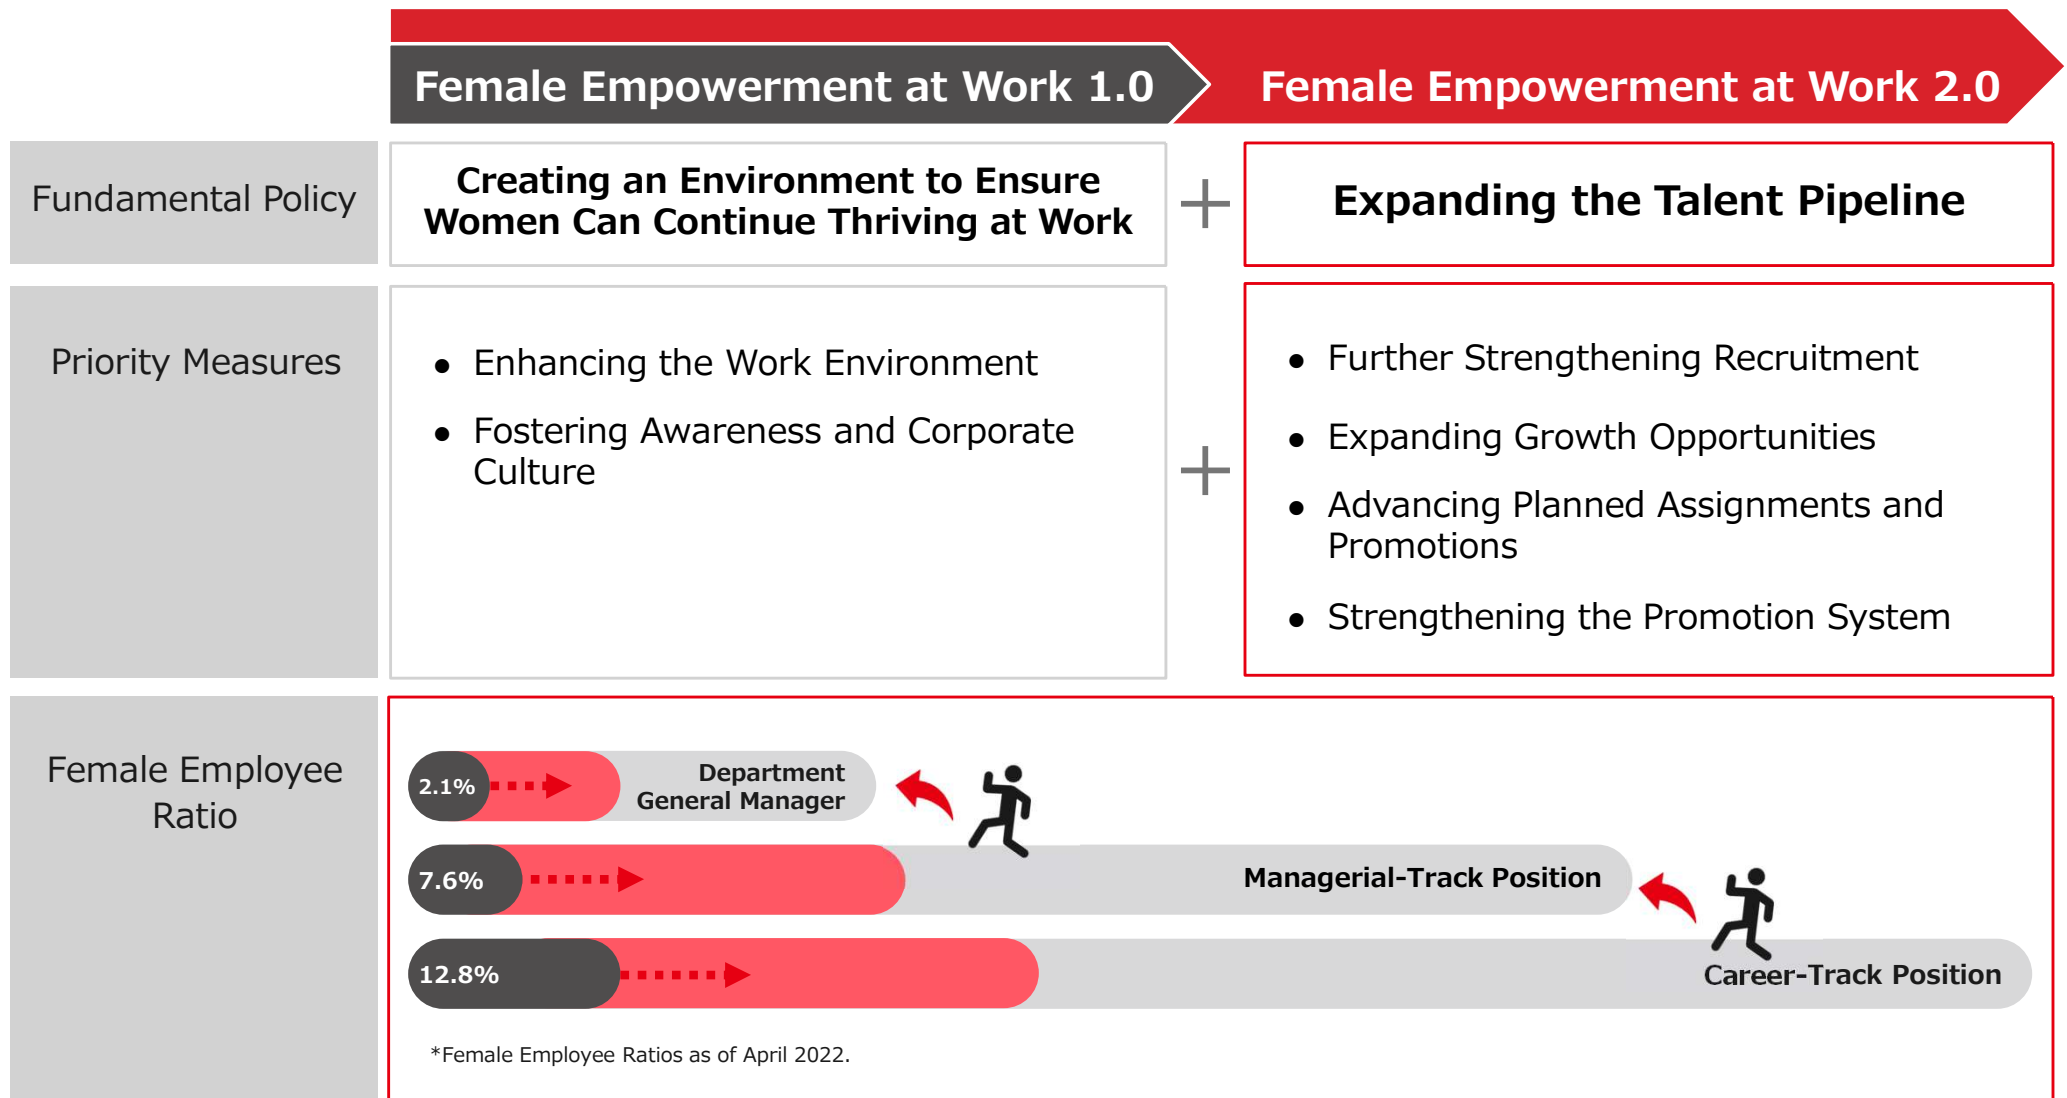 Female Empowerment at Work 1.0
Female Empowerment at Work 2.0
Fundamental Policy
Creating an Environment to Ensure
Women Can Continue Thriving at Work
+
Expanding the Talent Pipeline
Priority Measures
● Enhancing the Work Environment
● Fostering Awareness and Corporate
Culture
+
● Further Strengthening Recruitment
● Expanding Growth Opportunities
● Advancing Planned Assignments and
Promotions
● Strengthening the Promotion System
Female Employee
Ratio
2.1%
Department
General Manager
7.6%
Managerial-Track Position
12.8%
Career-Track Position
*Female Employee Ratios as of April 2022.